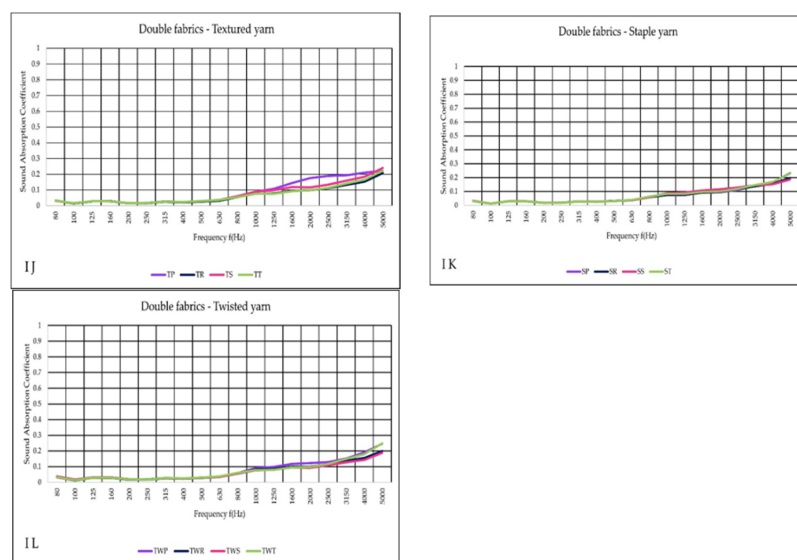 Double fabrics - Textured yarn
Sound Absorption Coefficient
1
0.9
0.8
0.7
0.6
0.5
0.4
0.3
0.2
0.1
0
80 100 125 160 200 250 315 400 500 630 800 1000 1250 1600 2000 2500 3150 4000 5000
Frequency f(Hz)
IJ
TP TR TS TT
Double fabrics - Staple yarn
Sound Absorption Coefficient
1
0.9
0.8
0.7
0.6
0.5
0.4
0.3
0.2
0.1
0
80 100 125 160 200 250 315 400 500 630 800 1000 1250 1600 2000 2500 3150 4000 5000
Frequency f(Hz)
IK
SP SR SS ST
Double fabrics - Twisted yarn
Sound Absorption Coefficient
1
0.9
0.8
0.7
0.6
0.5
0.4
0.3
0.2
0.1
0
80 100 125 160 200 250 315 400 500 630 800 1000 1250 1600 2000 2500 3150 4000 5000
Frequency f(Hz)
IL
TWP TWR TWS TWT